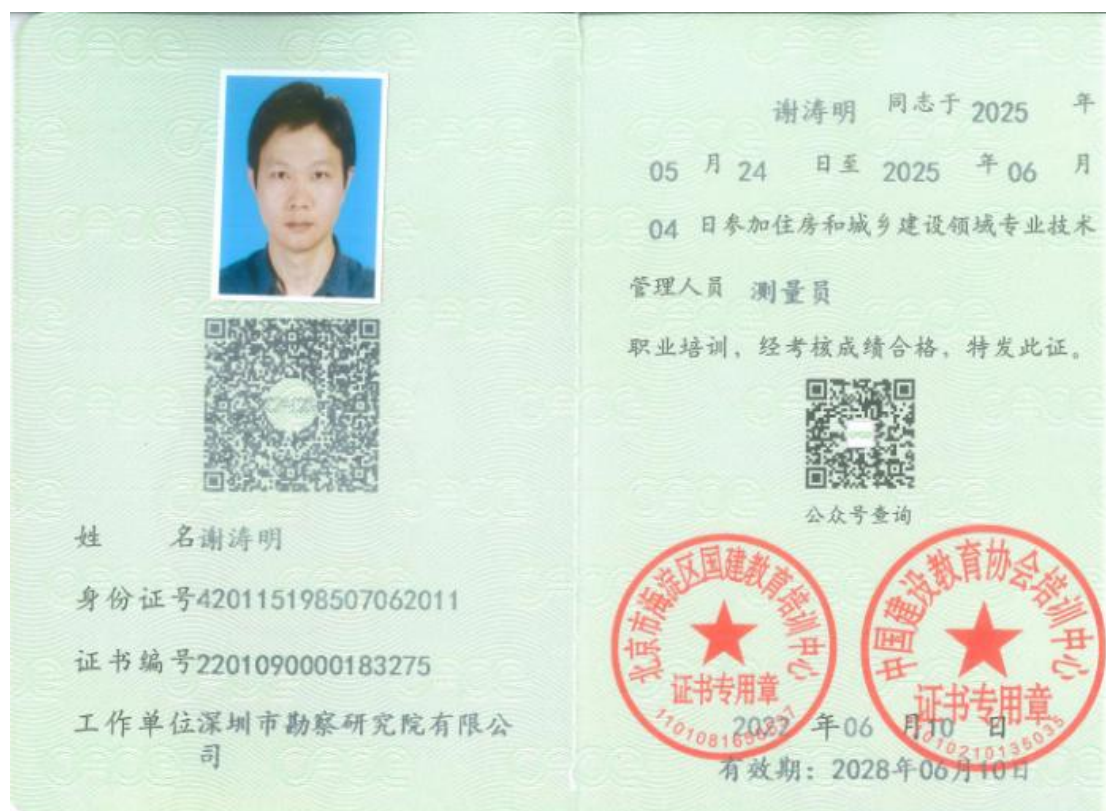 姓 名谢涛明
身份证号420115198507062011
证书编号2201090000183275
工作单位深圳市勘察研究院有限公
司
谢涛明 同志于 2025 年
05 月 24 日至 2025 年 06 月
04 日参加住房和城乡建设领域专业技术
管理人员 测量员
职业培训，经考核成绩合格，特发此证。
公众号查询
北京市海淀区国建教育培训中心
证书专用章
中国建设教育协会培训中心
证书专用章
年06 月10 日
有效期：2028年06月10日